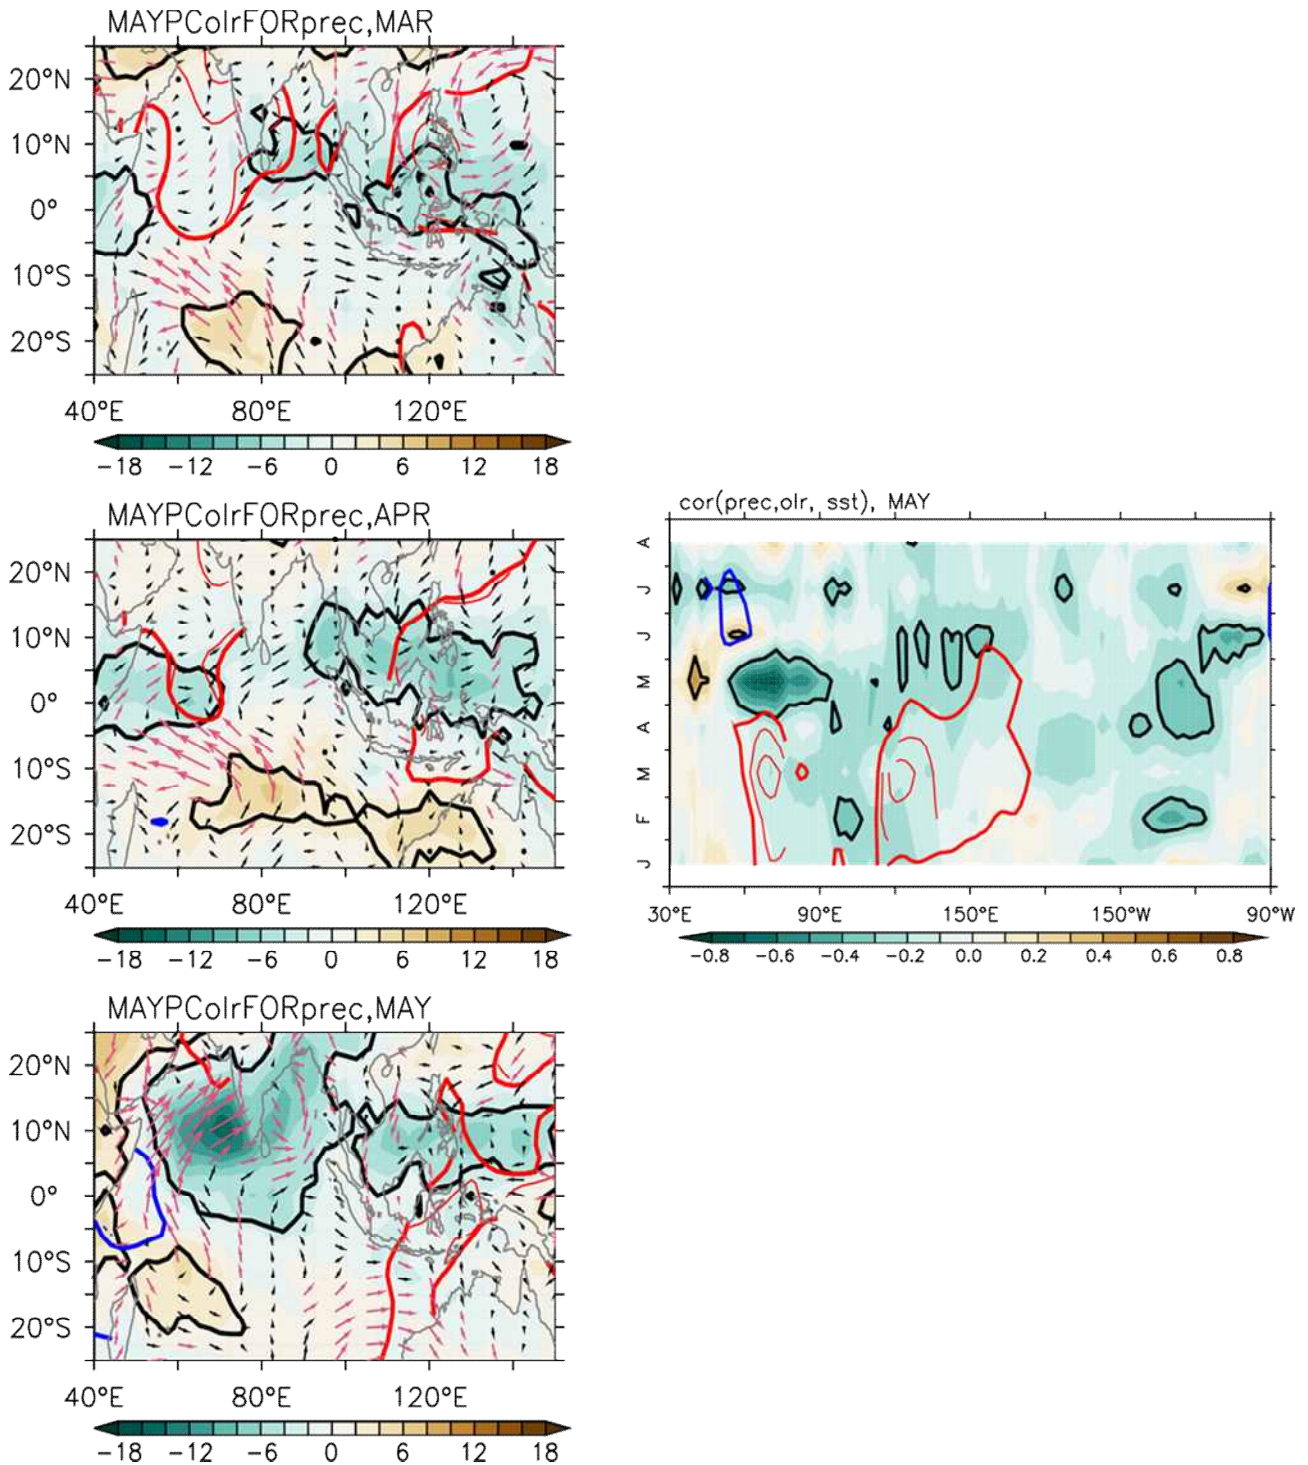 MAYPColrFORprec,MAR
20°N
10°N
0°
10°S
20°S
40°E 80°E 120°E
−18 −12 −6 0 6 12 18
MAYPColrFORprec,APR
20°N
10°N
0°
10°S
20°S
40°E 80°E 120°E
−18 −12 −6 0 6 12 18
cor(prec,olr, sst), MAY
A
J
J
M
A
M
F
J
30°E 90°E 150°E 150°W 90°W
−0.8 −0.6 −0.4 −0.2 0.0 0.2 0.4 0.6 0.8
MAYPColrFORprec,MAY
20°N
10°N
0°
10°S
20°S
40°E 80°E 120°E
−18 −12 −6 0 6 12 18